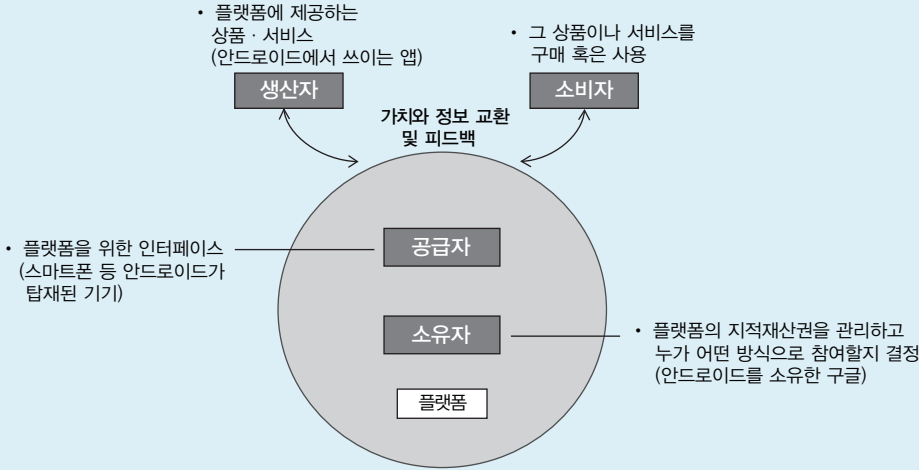 • 플랫폼에 제공하는
상품 · 서비스
(안드로이드에서 쓰이는 앱)
생산자
• 그 상품이나 서비스를
구매 혹은 사용
소비자
가치와 정보 교환
및 피드백
공급자
• 플랫폼을 위한 인터페이스
(스마트폰 등 안드로이드가
탑재된 기기)
소유자
• 플랫폼의 지적재산권을 관리하고
누가 어떤 방식으로 참여할지 결정
(안드로이드를 소유한 구글)
플랫폼